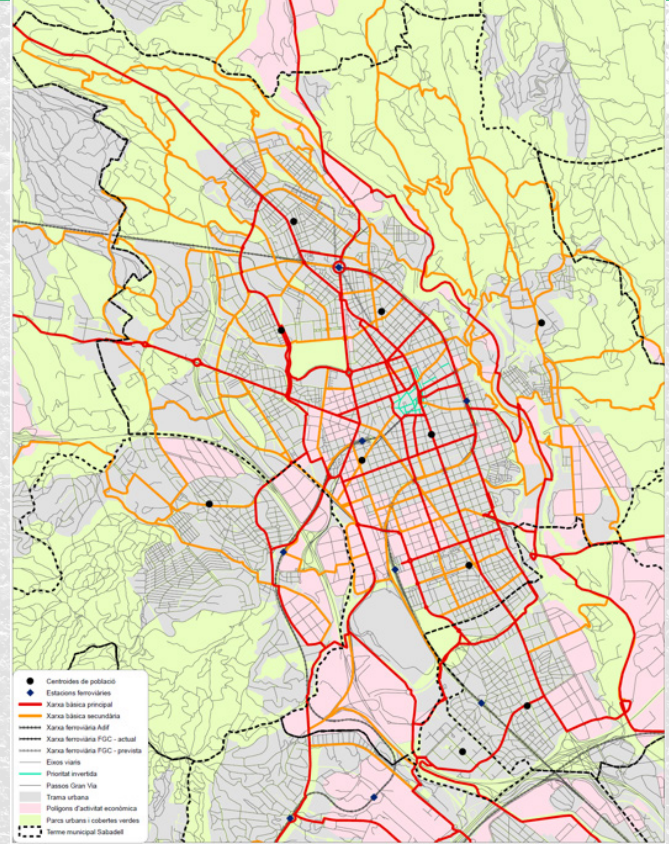 Centroides de població
Estacions ferroviàries
Xarxa bàsica principal
Xarxa bàsica secundària
Xarxa ferroviària Adif
Xarxa ferroviària FGC - actual
Xarxa ferroviària FGC - prevista
Eixos viaris
Prioritat invertida
Passos Gran Via
Trama urbana
Polígons d'activitat econòmica
Parcs urbans i cobertes verdes
Terme municipal Sabadell